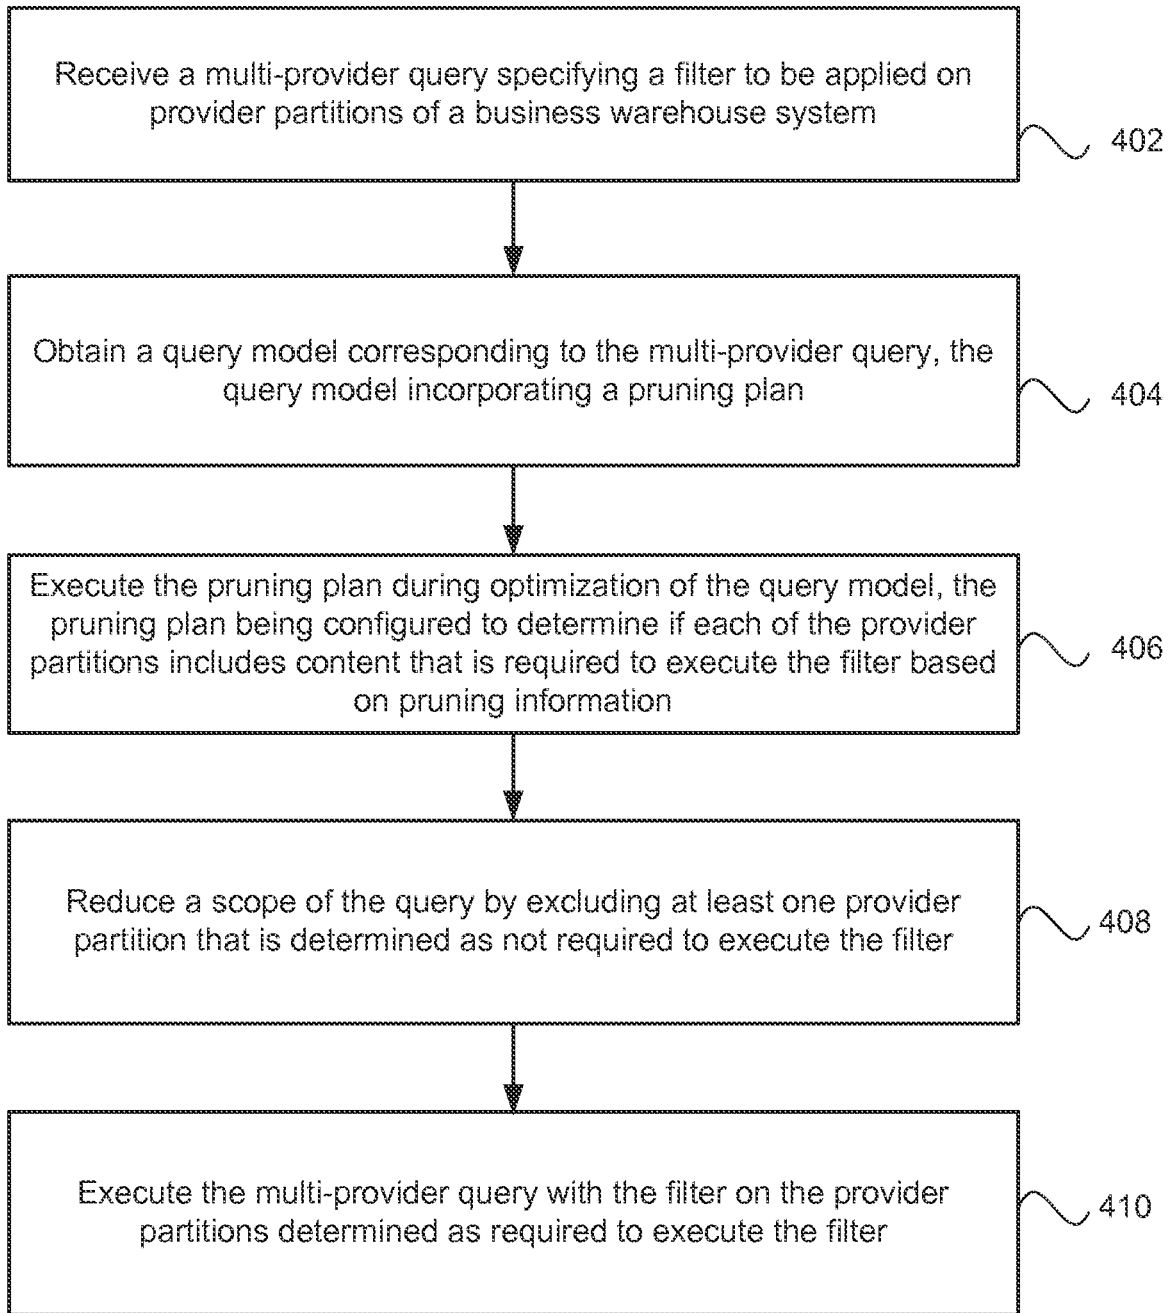 Receive a multi-provider query specifying a filter to be applied on
provider partitions of a business warehouse system
402
Obtain a query model corresponding to the multi-provider query, the
query model incorporating a pruning plan
404
Execute the pruning plan during optimization of the query model, the
pruning plan being configured to determine if each of the provider
partitions includes content that is required to execute the filter based
on pruning information
406
Reduce a scope of the query by excluding at least one provider
partition that is determined as not required to execute the filter
408
Execute the multi-provider query with the filter on the provider
partitions determined as required to execute the filter
410